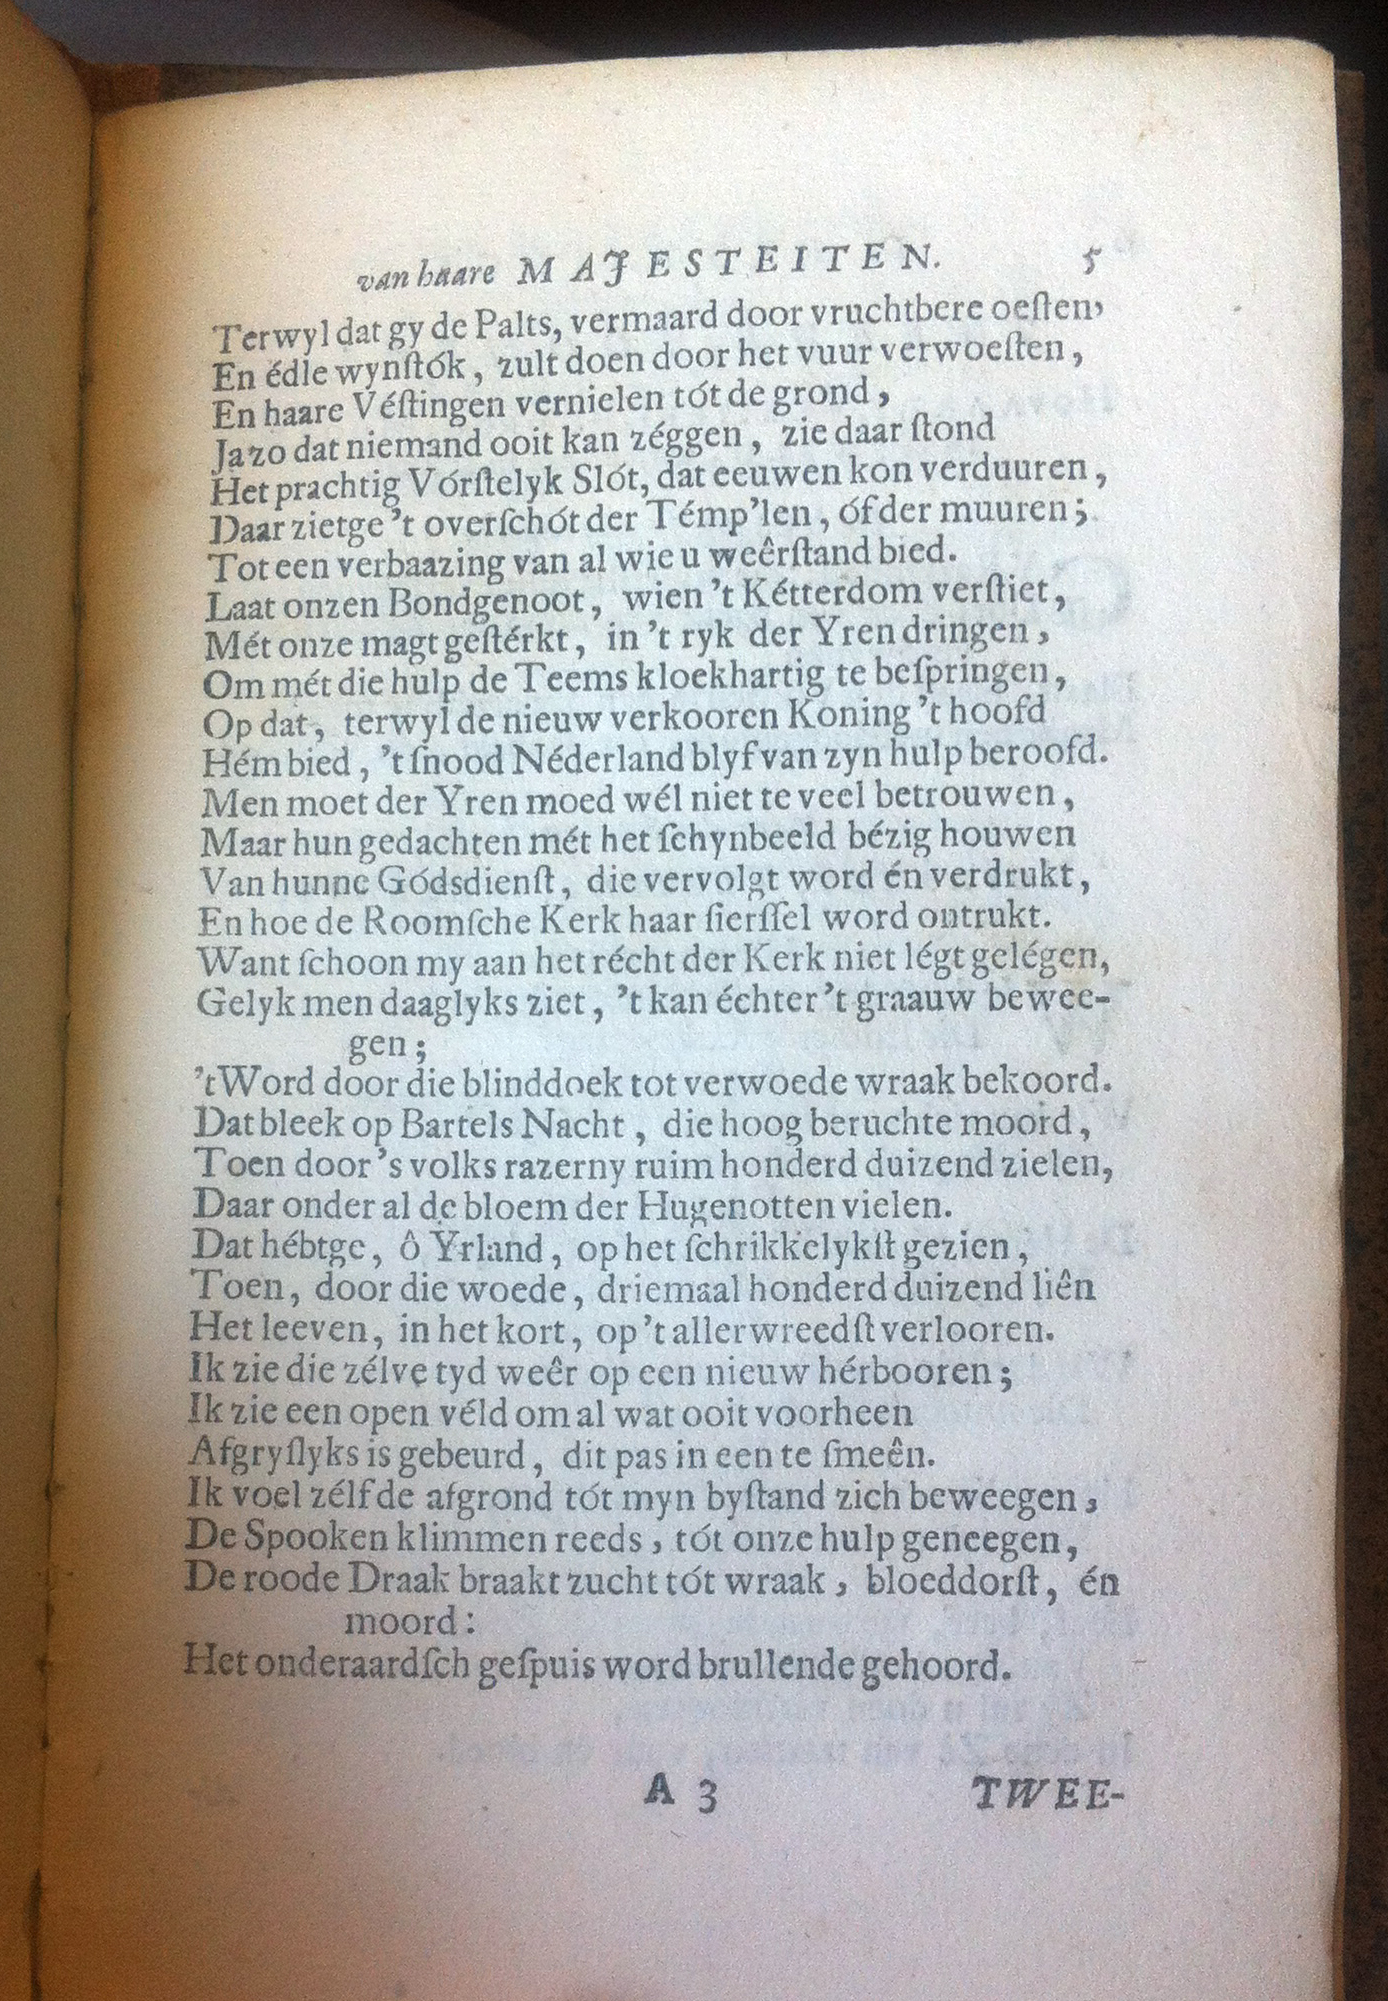 van haare MAJESTEITEN. 5
Terwyl dat gy de Palts, vermaard door vruchtbere oeſten,
En édle wynſtók, zult doen door het vuur verwoeſten,
En haare Véſtingen vernielen tót de grond,
Ja zo dat niemand ooit kan zéggen, zie daar ſtond
Het prachtig Vórſtelyk Slót, dat eeuwen kon verduuren,
Daar zietge 't overſchót der Témp'len, óf der muuren;
Tot een verbaazing van al wie u weêrſtand bied.
Laat onzen Bondgenoot, wien 't Kétterdom verſtiet,
Mét onze magt geſtérkt, in 't ryk der Yren dringen,
Om mét die hulp de Teems kloekhartig te beſpringen,
Op dat, terwyl de nieuw verkooren Koning 't hoofd
Hém bied, 't ſnood Néderland blyf van zyn hulp beroofd.
Men moet der Yren moed wél niet te veel betrouwen,
Maar hun gedachten mét het ſchynbeeld bézig houwen
Van hunne Gódsdienſt, die vervolgt word én verdrukt,
En hoe de Roomſche Kerk haar ſierſſel word ontrukt.
Want ſchoon my aan het récht der Kerk niet légt gelégen,
Gelyk men daaglyks ziet, 't kan échter 't graauw bewee-
gen;
't Word door die blinddoek tot verwoede wraak bekoord.
Dat bleek op Bartels Nacht, die hoog beruchte moord,
Toen door 's volks razerny ruim honderd duizend zielen,
Daar onder al de bloem der Hugenotten vielen.
Dat hébtge, ô Yrland, op het ſchrikkelykſt gezien,
Toen, door die woede, driemaal honderd duizend liên
Het leeven, in het kort, op 't allerwreedſt verlooren.
Ik zie die zélve tyd weêr op een nieuw hérbooren;
Ik zie een open véld om al wat ooit voorheen
Afgryſlyks is gebeurd, dit pas in een te ſmeên.
Ik voel zélf de afgrond tót myn byſtand zich beweegen,
De Spooken klimmen reeds, tót onze hulp geneegen,
De roode Draak braakt zucht tót wraak, bloeddorſt, én
moord:
Het onderaardſch geſpuis word brullende gehoord.
A 3 TWEE-